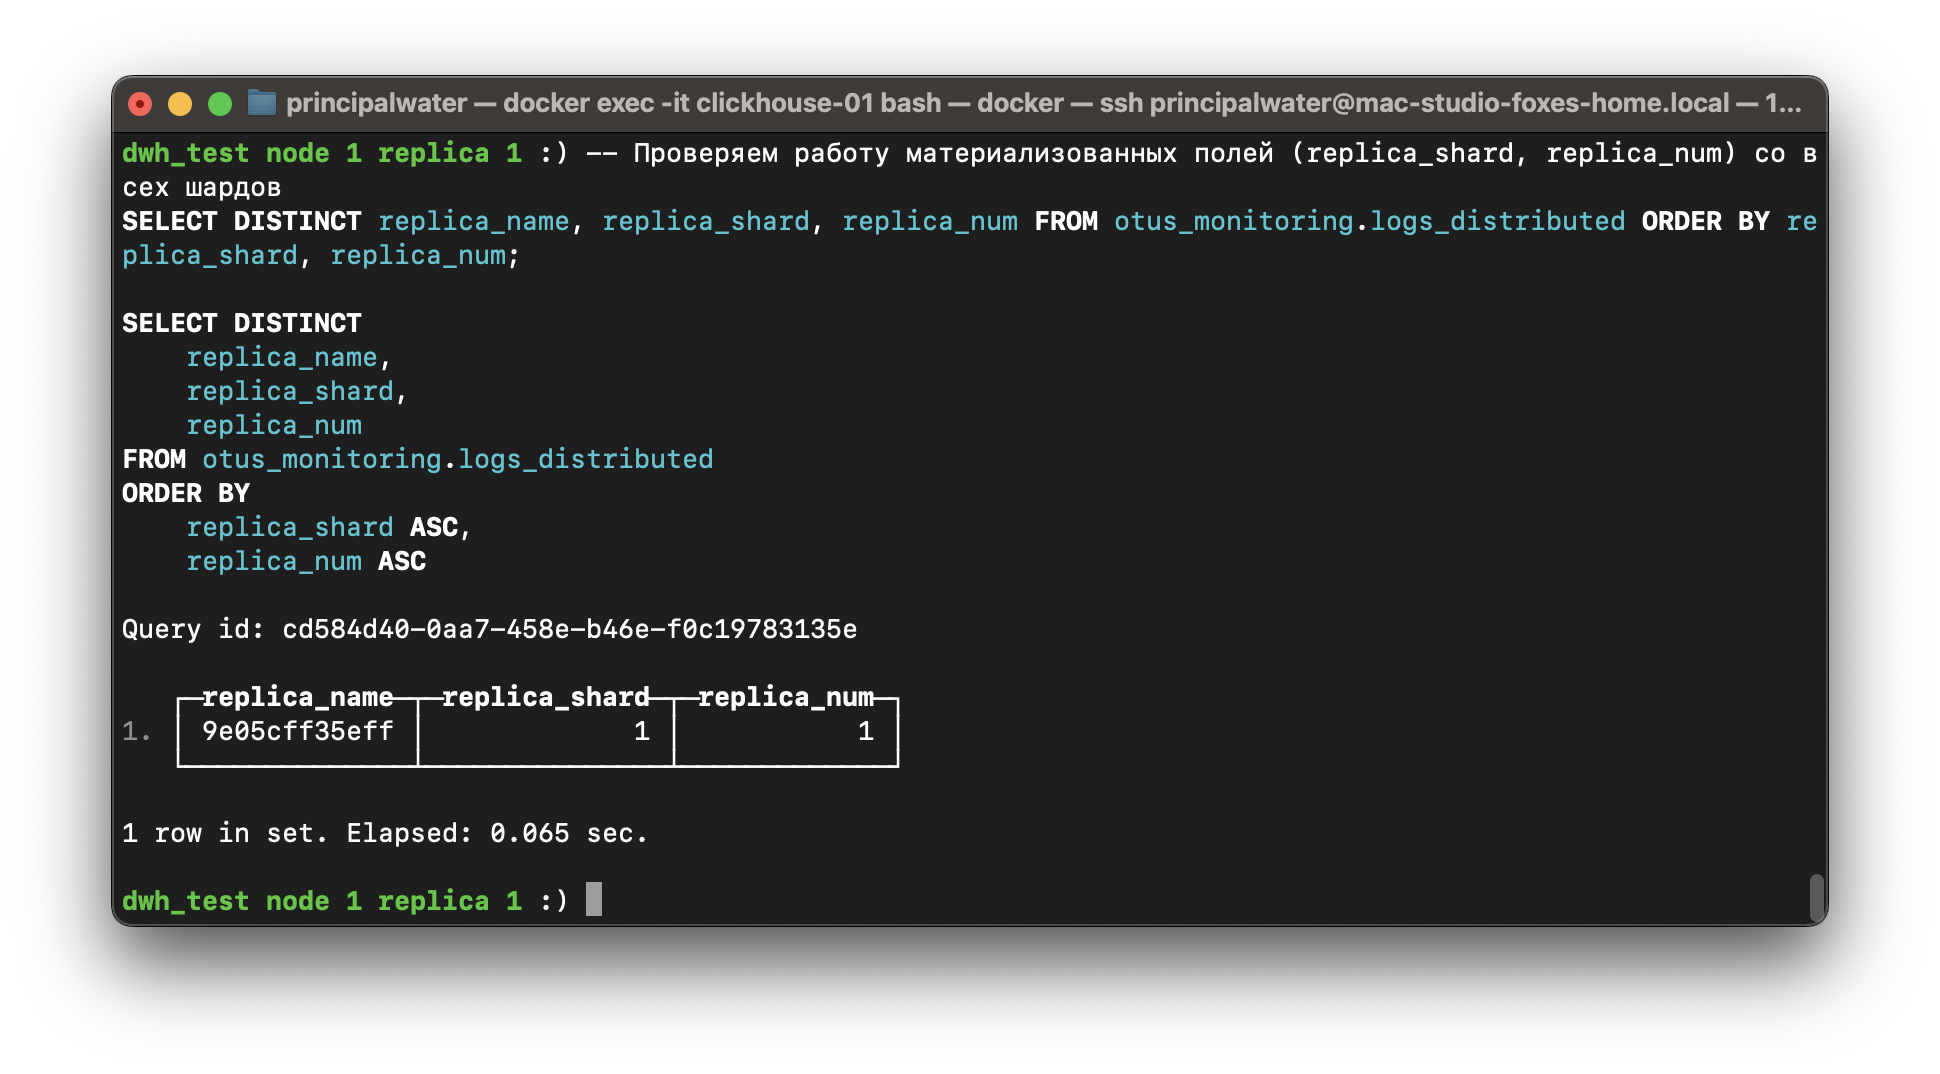 principalwater — docker exec -it clickhouse-01 bash — docker — ssh principalwater@mac-studio-foxes-home.local — 1...
dwh_test node 1 replica 1 :) -- Проверяем работу материализованных полей (replica_shard, replica_num) со в
сех шардов
SELECT DISTINCT replica_name, replica_shard, replica_num FROM otus_monitoring.logs_distributed ORDER BY re
plica_shard, replica_num;
SELECT DISTINCT
replica_name,
replica_shard,
replica_num
FROM otus_monitoring.logs_distributed
ORDER BY
replica_shard ASC,
replica_num ASC
Query id: cd584d40-0aa7-458e-b46e-f0c19783135e
replica_name replica_shard replica_num
1. 9e05cff35eff 1 1
1 row in set. Elapsed: 0.065 sec.
dwh_test node 1 replica 1 :)